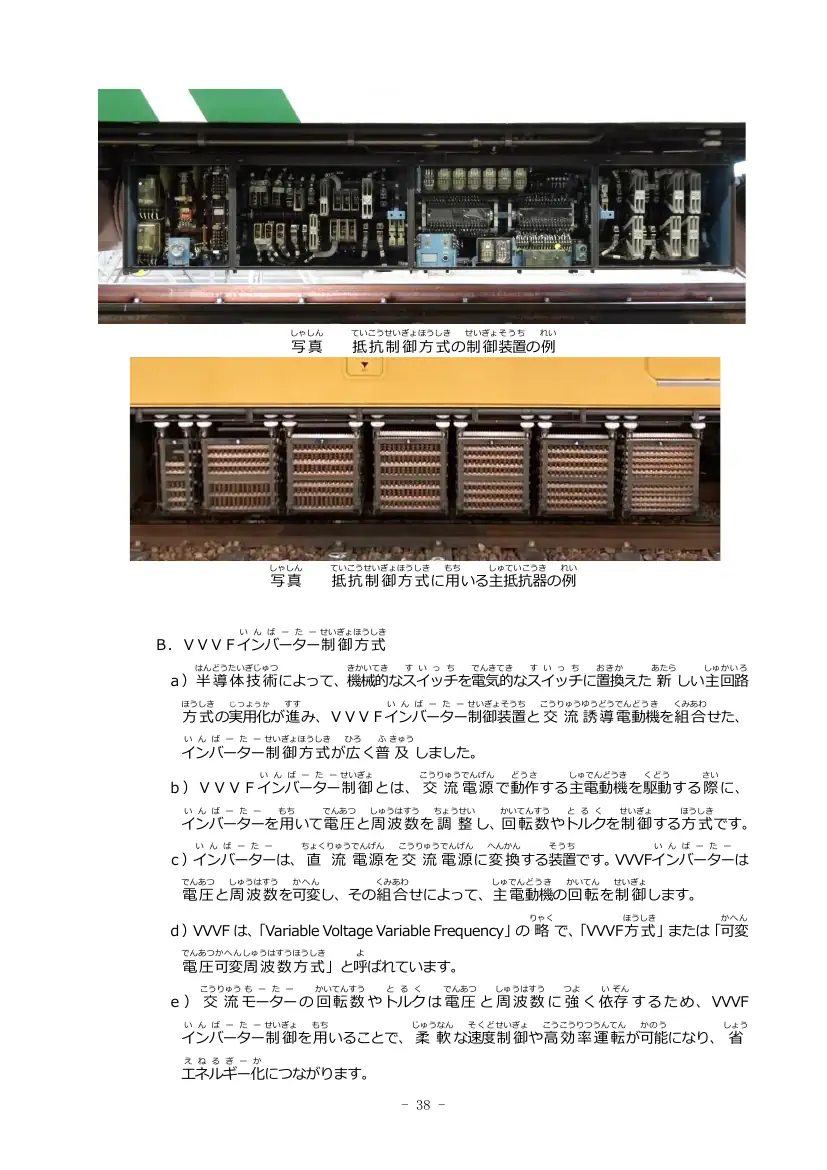 写真　抵抗制御方式の制御装置の例
写真　抵抗制御方式に用いる主抵抗器の例
B．ＶＶＶＦインバーター制御方式
a）半導体技術によって、機械的なスイッチを電気的なスイッチに置換えた新しい主回路
方式の実用化が進み、ＶＶＶＦインバーター制御装置と交流誘導電動機を組合せた、
インバーター制御方式が広く普及しました。
b）ＶＶＶＦインバーター制御とは、交流電源で動作する主電動機を駆動する際に、
インバーターを用いて電圧と周波数を調整し、回転数やトルクを制御する方式です。
c）インバーターは、直流電源を交流電源に変換する装置です。VVVFインバーターは
電圧と周波数を可変し、その組合せによって、主電動機の回転を制御します。
d）VVVFは、「Variable Voltage Variable Frequency」の略で、「VVVF方式」または「可変
電圧可変周波数方式」と呼ばれています。
e）交流モーターの回転数やトルクは電圧と周波数に強く依存するため、VVVF
インバーター制御を用いることで、柔軟な速度制御や高効率運転が可能になり、省
エネルギー化につながります。
- 38 -